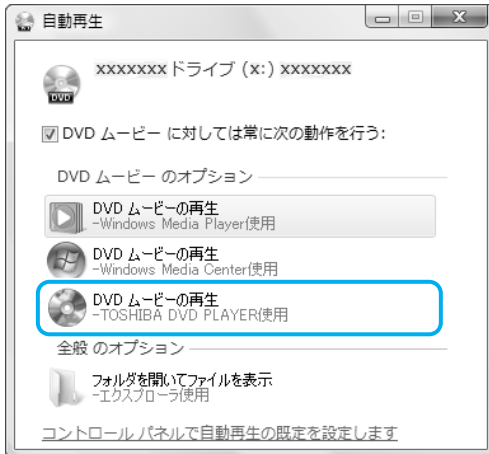 自動再生
xxxxxxx ドライブ (x:) xxxxxxx
DVD
DVD ムービー に対しては常に次の動作を行う:
DVD ムービー のオプション
DVD ムービーの再生
-Windows Media Player使用
DVD ムービーの再生
-Windows Media Center使用
DVD ムービーの再生
-TOSHIBA DVD PLAYER使用
全般 のオプション
フォルダを開いてファイルを表示
-エクスプローラ使用
コントロール パネルで自動再生の既定を設定します